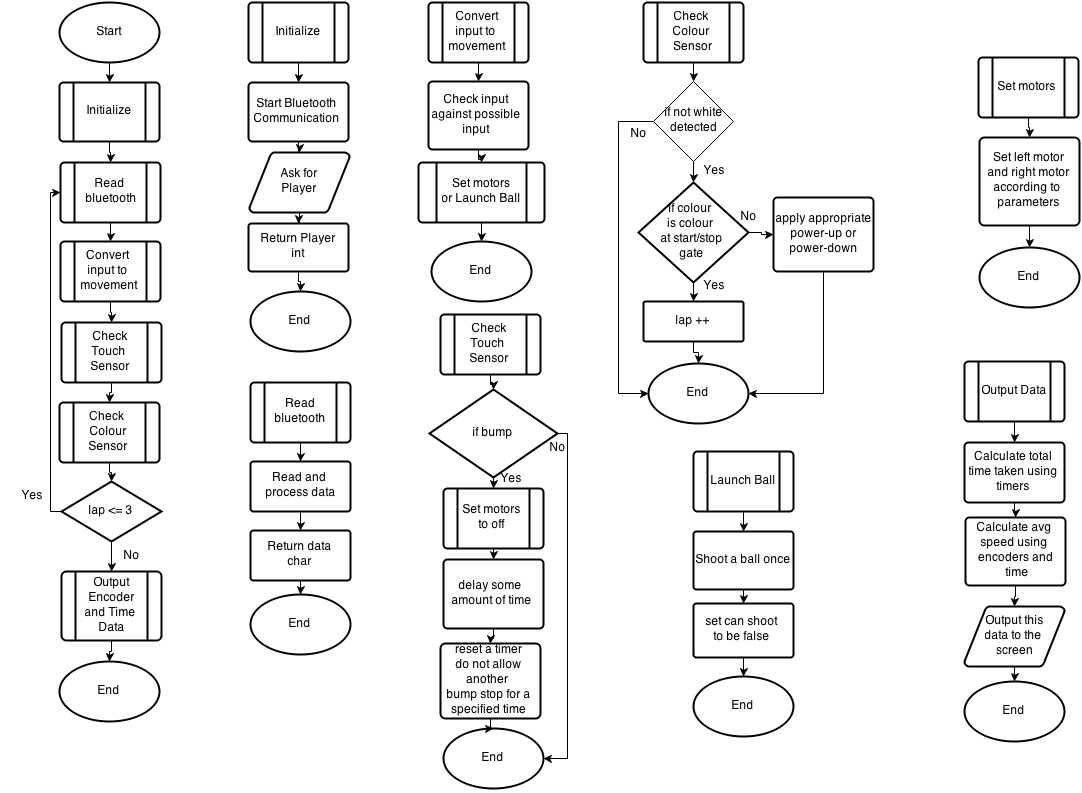 Start
Initialize
Read
bluetooth
Convert
input to
movement
Check
Touch
Sensor
Check
Colour
Sensor
Yes
lap <= 3
No
Output
Encoder
and Time
Data
End
Initialize
Start Bluetooth
Communication
Ask for
Player
Return Player
int
End
Read
bluetooth
Read and
process data
Return data
char
End
Convert
input to
movement
Check input
against possible
input
Set motors
or Launch Ball
End
Check
Touch
Sensor
if bump
No
Yes
Set motors
to off
delay some
amount of time
reset a timer
do not allow
another
bump stop for a
specified time
End
Check
Colour
Sensor
if not white
detected
No
Yes
if colour
is colour
at start/stop
gate
No
apply appropriate
power-up or
power-down
Yes
lap ++
End
Launch Ball
Shoot a ball once
set can shoot
to be false
End
Set motors
Set left motor
and right motor
according to
parameters
End
Output Data
Calculate total
time taken using
timers
Calculate avg
speed using
encoders and
time
Output this
data to the
screen
End